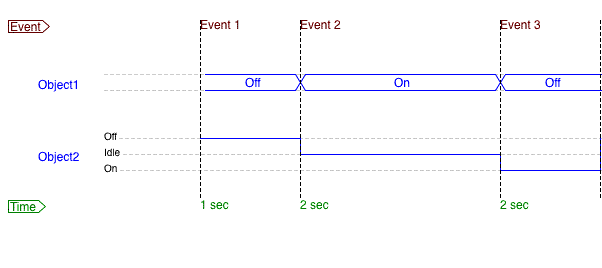 Event Event 1 Event 2 Event 3
Object1 Off On Off
Off
Idle
Object2
On
Time 1 sec 2 sec 2 sec